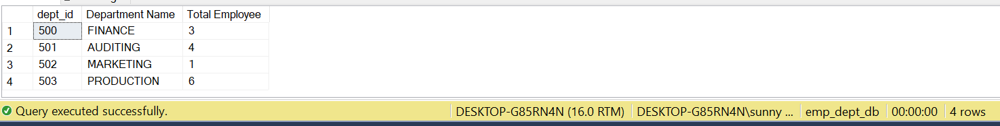 dept_id Department Name Total Employee
1 500 FINANCE 3
2 501 AUDITING 4
3 502 MARKETING 1
4 503 PRODUCTION 6
Query executed successfully. DESKTOP-G85RN4N (16.0 RTM) DESKTOP-G85RN4N\sunny ... emp_dept_db 00:00:00 4 rows